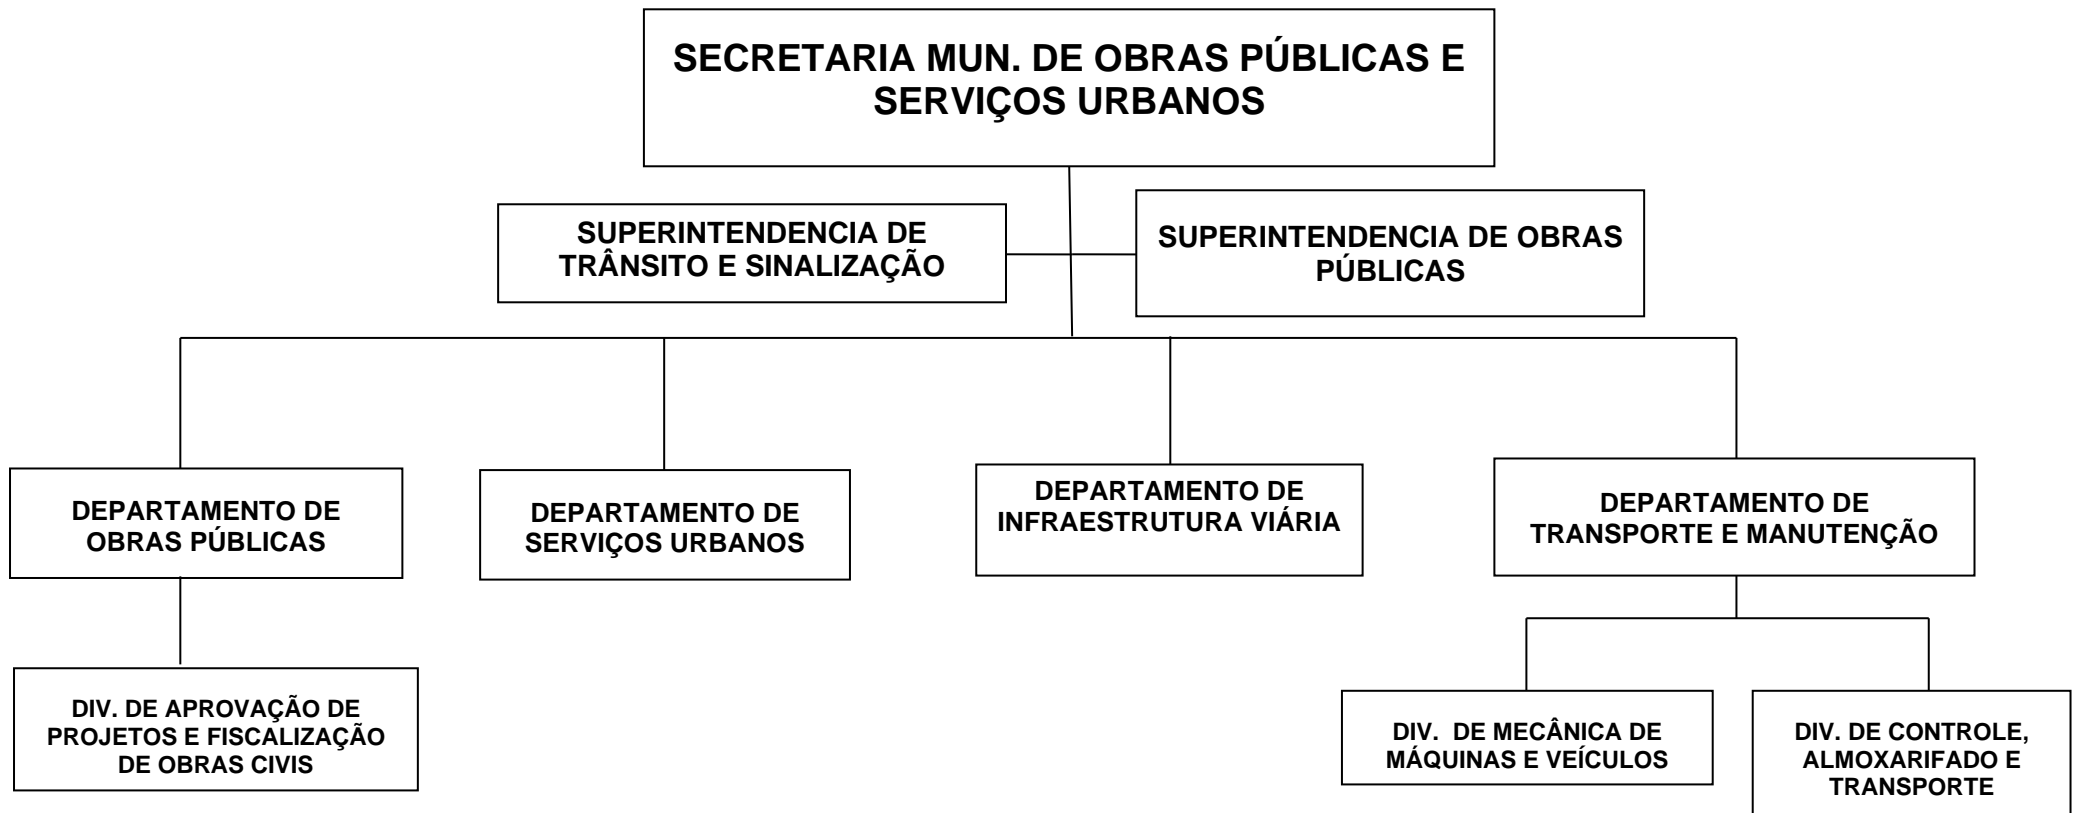 SECRETARIA MUN. DE OBRAS PÚBLICAS E
SERVIÇOS URBANOS
SUPERINTENDENCIA DE
TRÂNSITO E SINALIZAÇÃO
SUPERINTENDENCIA DE OBRAS
PÚBLICAS
DEPARTAMENTO DE
OBRAS PÚBLICAS
DEPARTAMENTO DE
SERVIÇOS URBANOS
DEPARTAMENTO DE
INFRAESTRUTURA VIÁRIA
DEPARTAMENTO DE
TRANSPORTE E MANUTENÇÃO
DIV. DE APROVAÇÃO DE
PROJETOS E FISCALIZAÇÃO
DE OBRAS CIVIS
DIV. DE MECÂNICA DE
MÁQUINAS E VEÍCULOS
DIV. DE CONTROLE,
ALMOXARIFADO E
TRANSPORTE